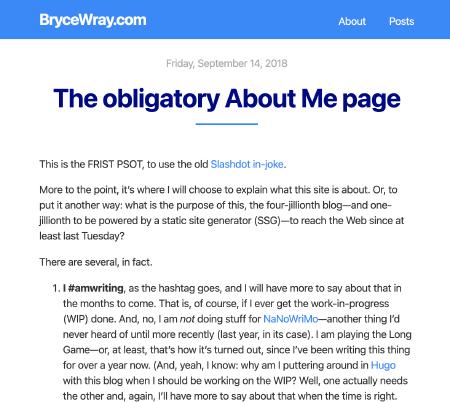 BryceWray.com
About Posts
Friday, September 14, 2018
The obligatory About Me page
This is the FRIST PSOT, to use the old Slashdot in-joke.
More to the point, it’s where I will choose to explain what this site is about. Or, to
put it another way: what is the purpose of this, the four-jillionth blog—and one-
jillionth to be powered by a static site generator (SSG)—to reach the Web since at
least last Tuesday?
There are several, in fact.
1. I #amwriting, as the hashtag goes, and I will have more to say about that in
the months to come. That is, of course, if I ever get the work-in-progress
(WIP) done. And, no, I am not doing stuff for NaNoWriMo—another thing I’d
never heard of until more recently (last year, in its case). I am playing the Long
Game—or, at least, that’s how it’s turned out, since I’ve been writing this thing
for over a year now. (And, yeah, I know: why am I puttering around in Hugo
with this blog when I should be working on the WIP? Well, one actually needs
the other and, again, I’ll have more to say about that when the time is right.